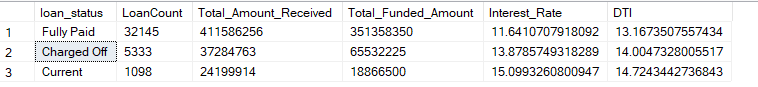 loan_status LoanCount Total_Amount_Received Total_Funded_Amount Interest_Rate DTI
1 Fully Paid 32145 411586256 351358350 11.6410707918092 13.1673507557434
2 Charged Off 5333 37284763 65532225 13.8785749318289 14.0047328005517
3 Current 1098 24199914 18866500 15.0993260800947 14.7243442736843